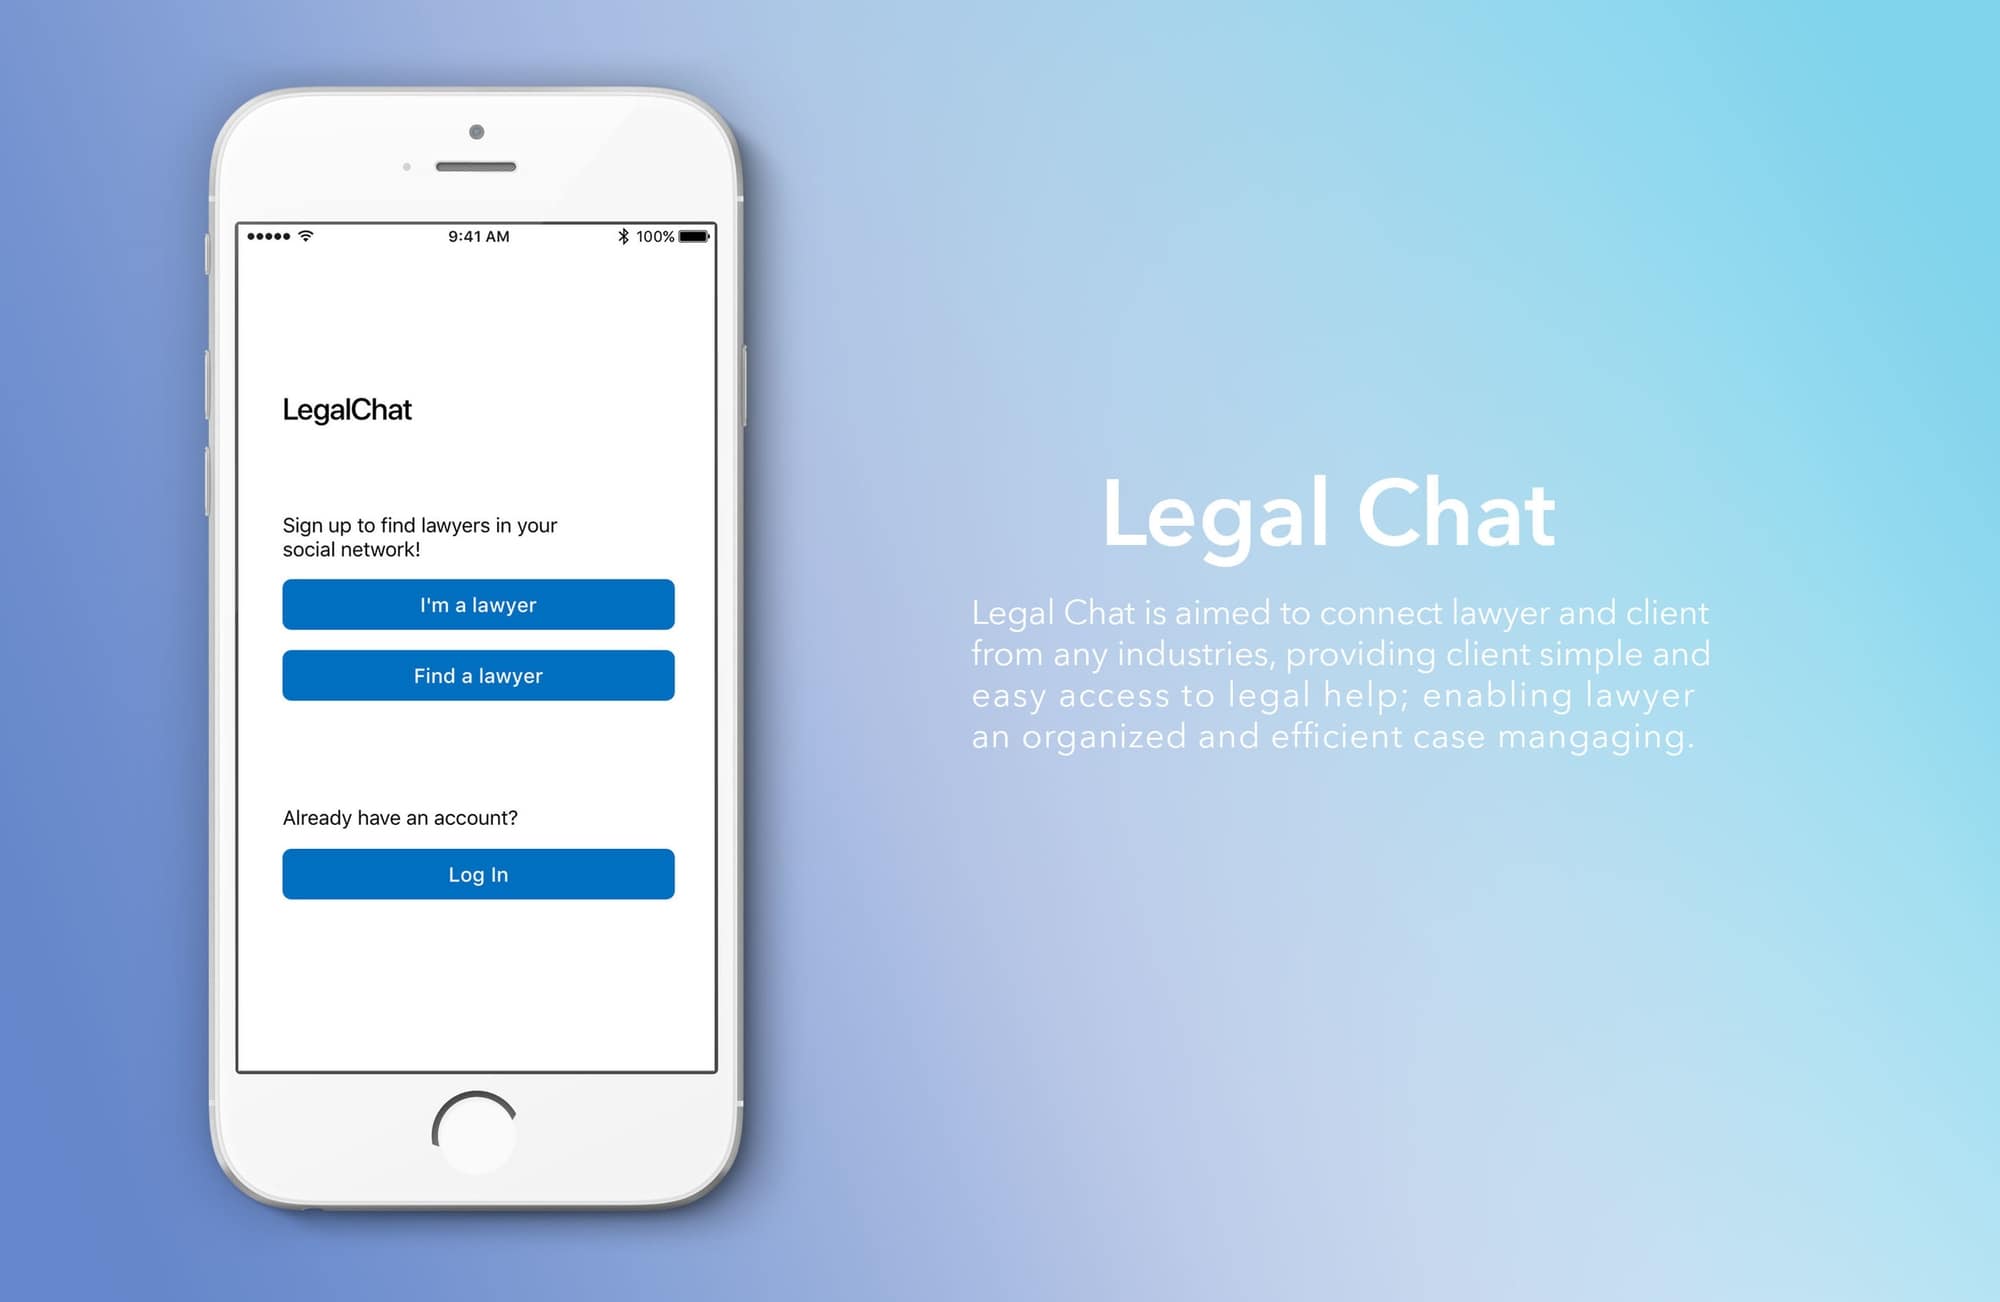 9:41 AM
100%
LegalChat
Sign up to find lawyers in your
social network!
I'm a lawyer
Find a lawyer
Already have an account?
Log In
Legal Chat
Legal Chat is aimed to connect lawyer and client
from any industries, providing client simple and
easy access to legal help; enabling lawyer
an organized and efficient case mangaging.